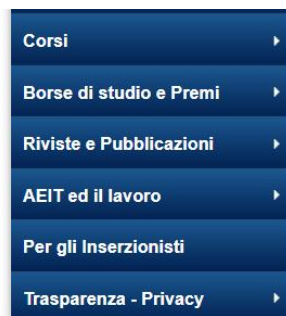 Corsi
Borse di studio e Premi
Riviste e Pubblicazioni
AEIT ed il lavoro
Per gli Inserzionisti
Trasparenza - Privacy